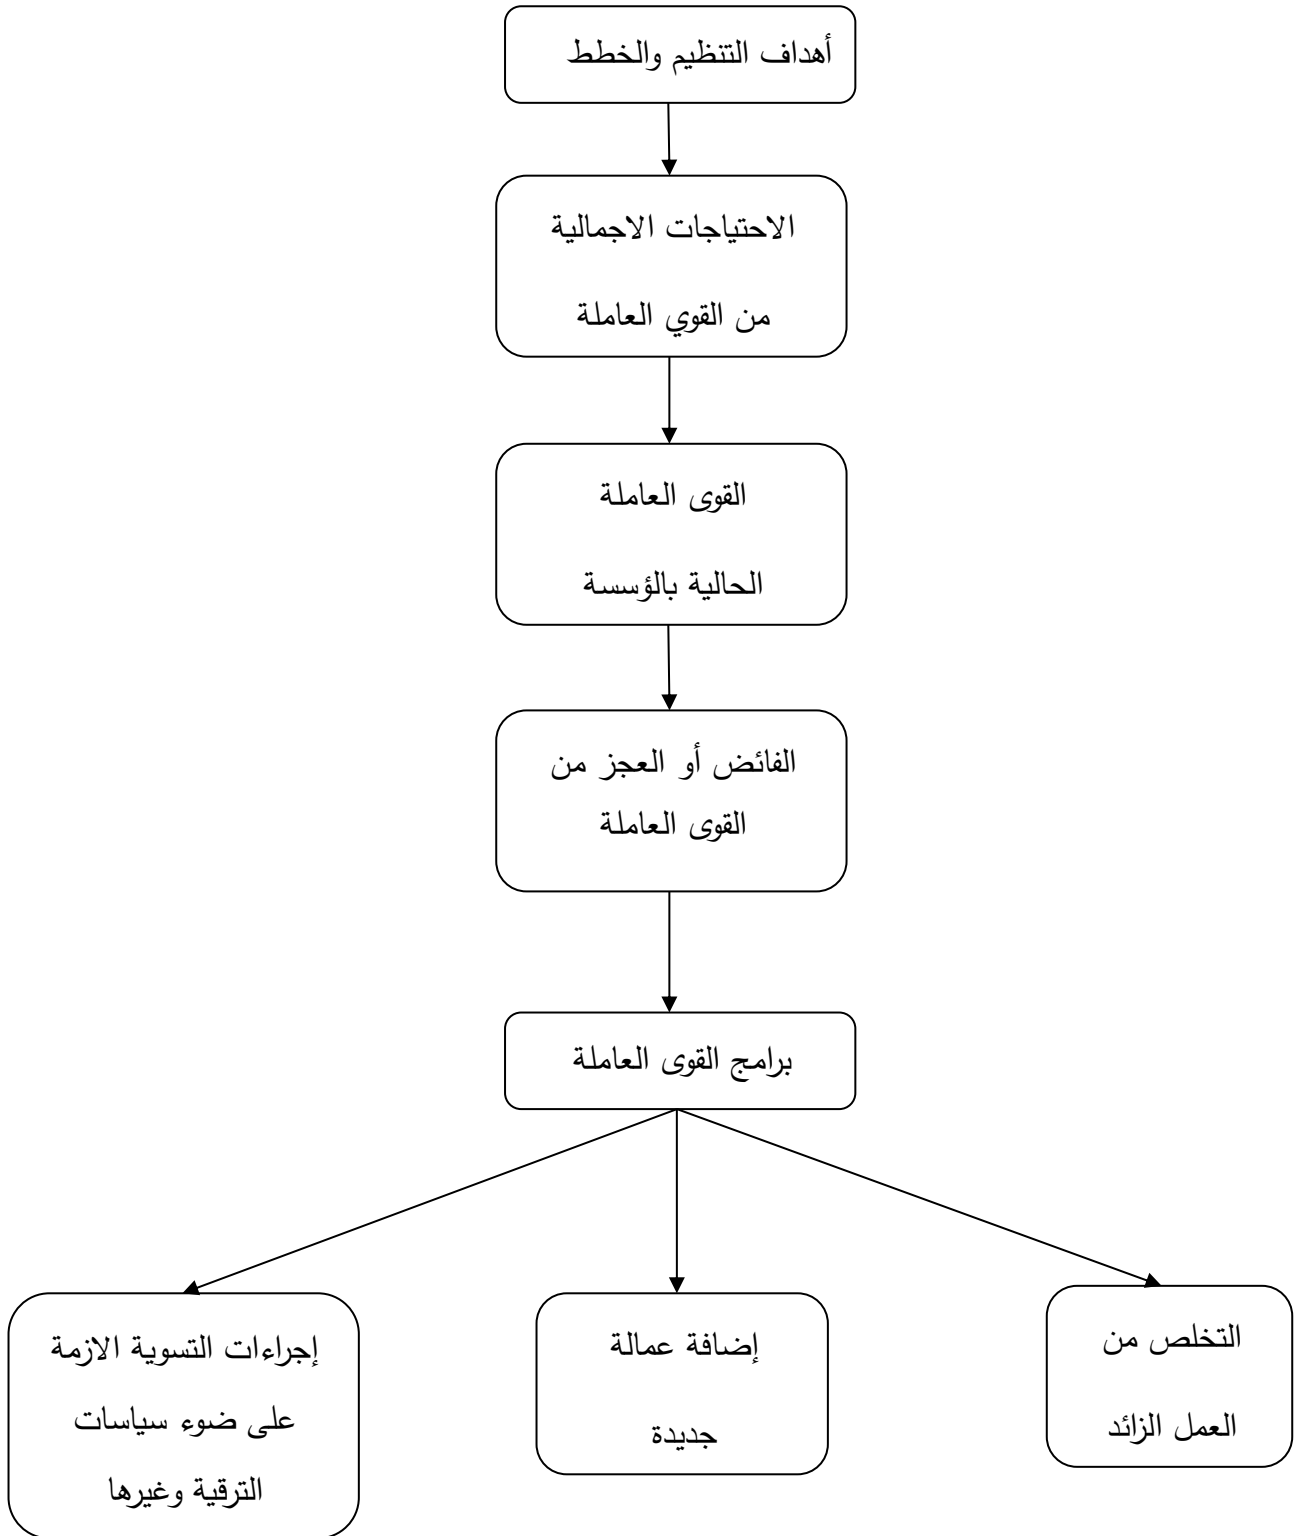 أهداف التنظيم والخطط
الاحتياجات الاجمالية
من القوي العاملة
القوى العاملة
الحالية بالؤسسة
الفائض أو العجز من
القوى العاملة
برامج القوى العاملة
التخلص من
العمل الزائد
إضافة عمالة
جديدة
إجراءات التسوية الازمة
على ضوء سياسات
الترقية وغيرها